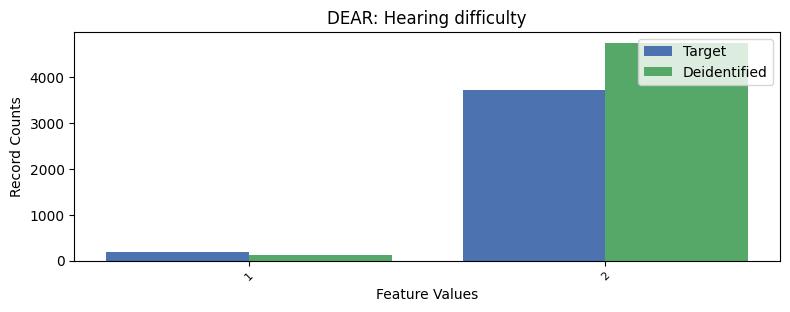 DEAR: Hearing difficulty
Target
Deidentified
Record Counts
4000
3000
2000
1000
0
1
2
Feature Values